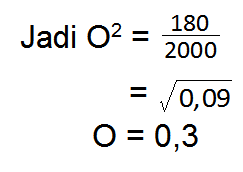 Jadi O² = 180/2000
= √0,09
O = 0,3